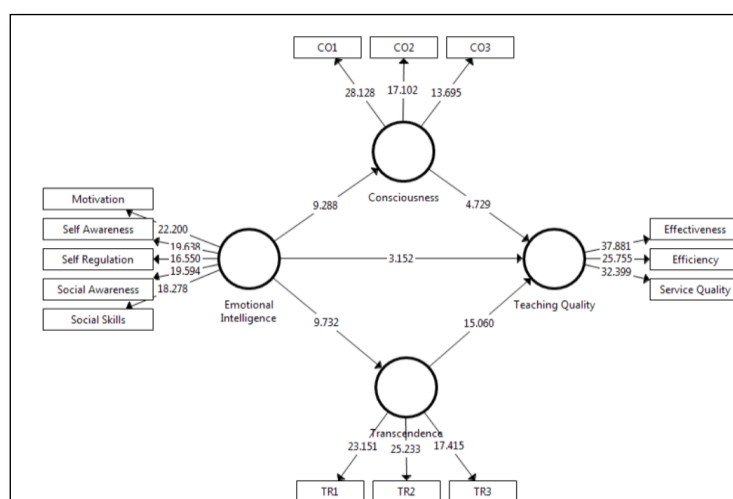 CO1 CO2 CO3
28.128 17.102 13.695
Consciousness
9.288 4.729
Motivation
22.200
Self Awareness
19.638
Self Regulation
16.550
Social Awareness
19.594
Social Skills
18.278
Emotional
Intelligence
3.152
Teaching Quality
37.881
Effectiveness
25.755
Efficiency
32.399
Service Quality
9.732 15.060
Transcendence
23.151 25.233 17.415
TR1 TR2 TR3